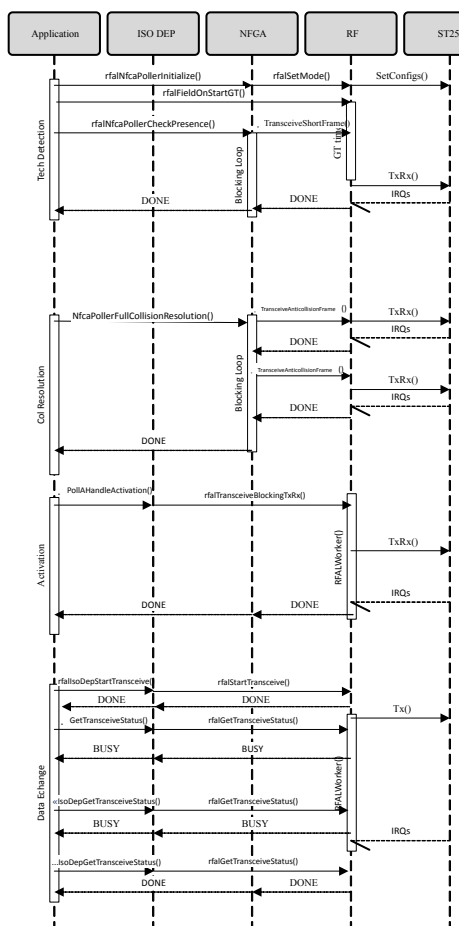 Application ISO DEP NFGA RF ST25
rfalNfcaPollerInitialize() rfalSetMode() SetConfigs()
rfalFieldOnStartGT()
rfalNfcaPollerCheckPresence() TransceiveShortFrame()
Tech Detection
Blocking Loop
TxRx()
IRQs
DONE DONE
NfcaPollerFullCollisionResolution() TransceiveAnticollisionFrame () TxRx()
IRQs
DONE
TransceiveAnticollisionFrame () TxRx()
IRQs
DONE
DONE
Col Resolution
Blocking Loop
PollAHandleActivation() rfalTransceiveBlockingTxRx()
TxRx()
Activation
RFALWorker()
IRQs
DONE DONE
rfalIsoDepStartTransceive() rfalStartTransceive()
DONE DONE
Tx()
GetTransceiveStatus() rfalGetTransceiveStatus()
BUSY BUSY
Data Echange
RFALWorker()
«IsoDepGetTransceiveStatus() rfalGetTransceiveStatus()
BUSY BUSY
IRQs
...IsoDepGetTransceiveStatus() rfalGetTransceiveStatus()
DONE DONE